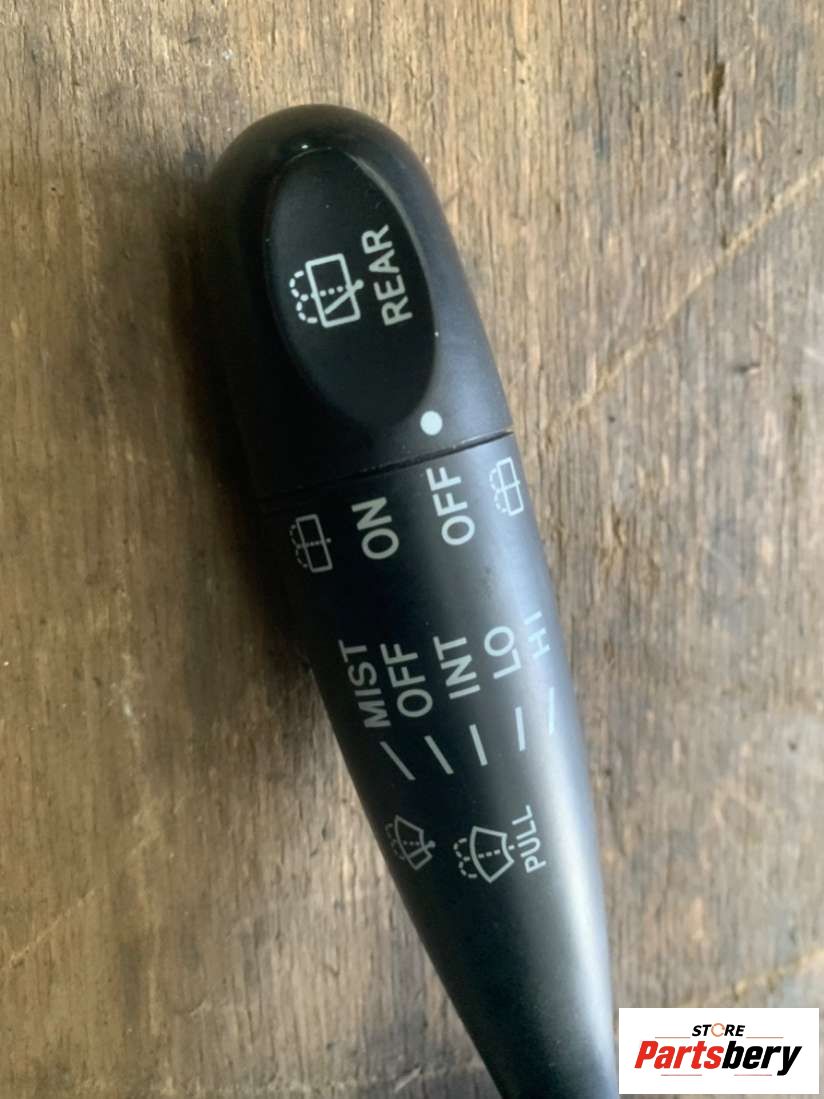 REAR
ON
OFF
MIST
OFF
INT
LO
HI
PULL
STORE
Partsbery